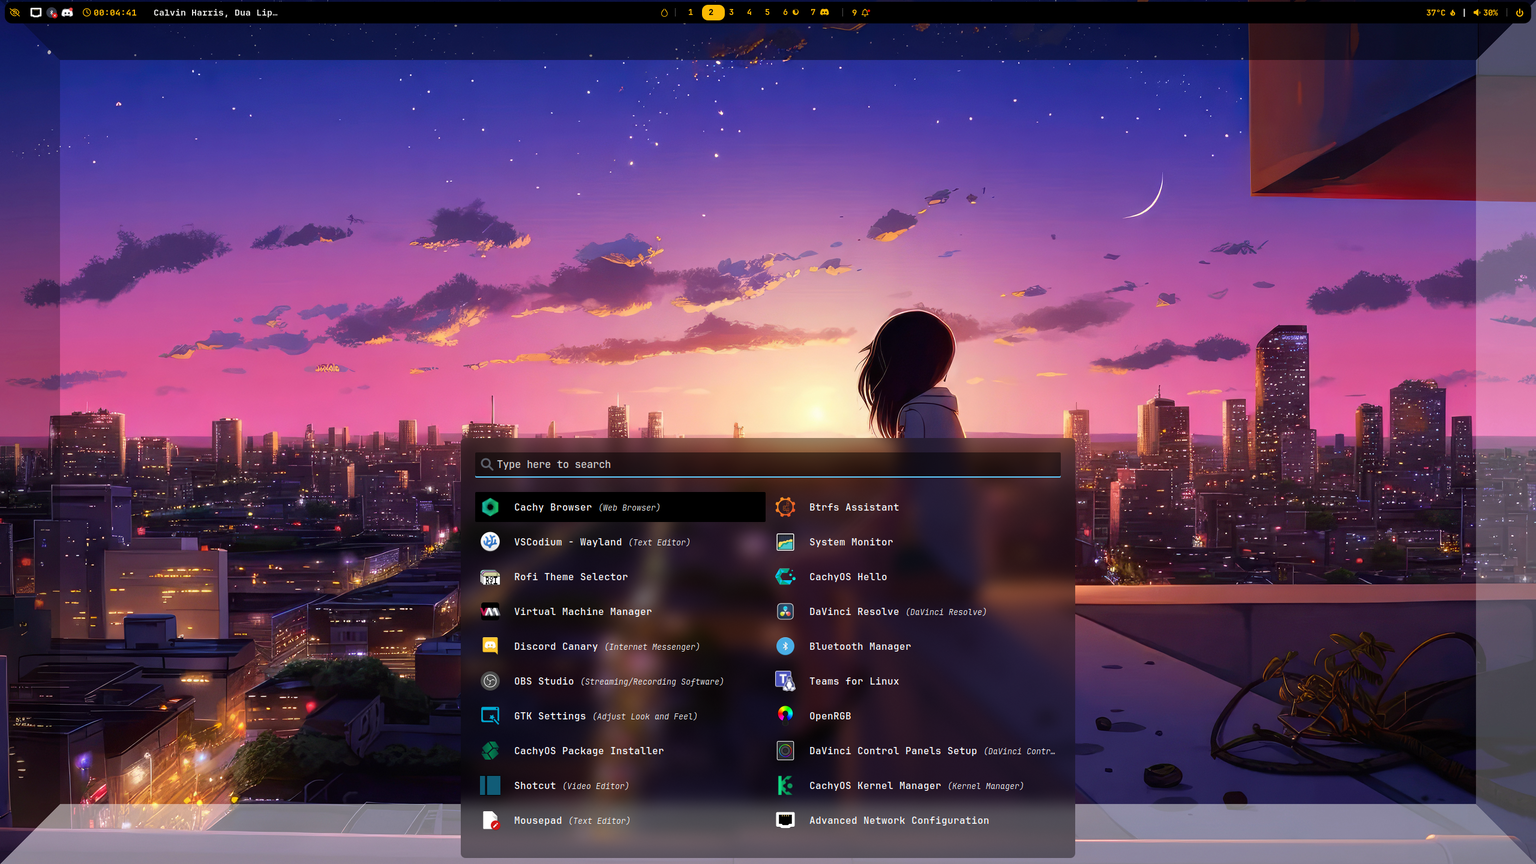 00:04:41 Calvin Harris, Dua Lip… 1 2 3 4 5 6 7 9 37°C | 30%
Type here to search
Cachy Browser (Web Browser)
VSCodium - Wayland (Text Editor)
Rofi Theme Selector
Virtual Machine Manager
Discord Canary (Internet Messenger)
OBS Studio (Streaming/Recording Software)
GTK Settings (Adjust Look and Feel)
CachyOS Package Installer
Shotcut (Video Editor)
Mousepad (Text Editor)
Btrfs Assistant
System Monitor
CachyOS Hello
DaVinci Resolve (DaVinci Resolve)
Bluetooth Manager
Teams for Linux
OpenRGB
DaVinci Control Panels Setup (DaVinci Contr…
CachyOS Kernel Manager (Kernel Manager)
Advanced Network Configuration